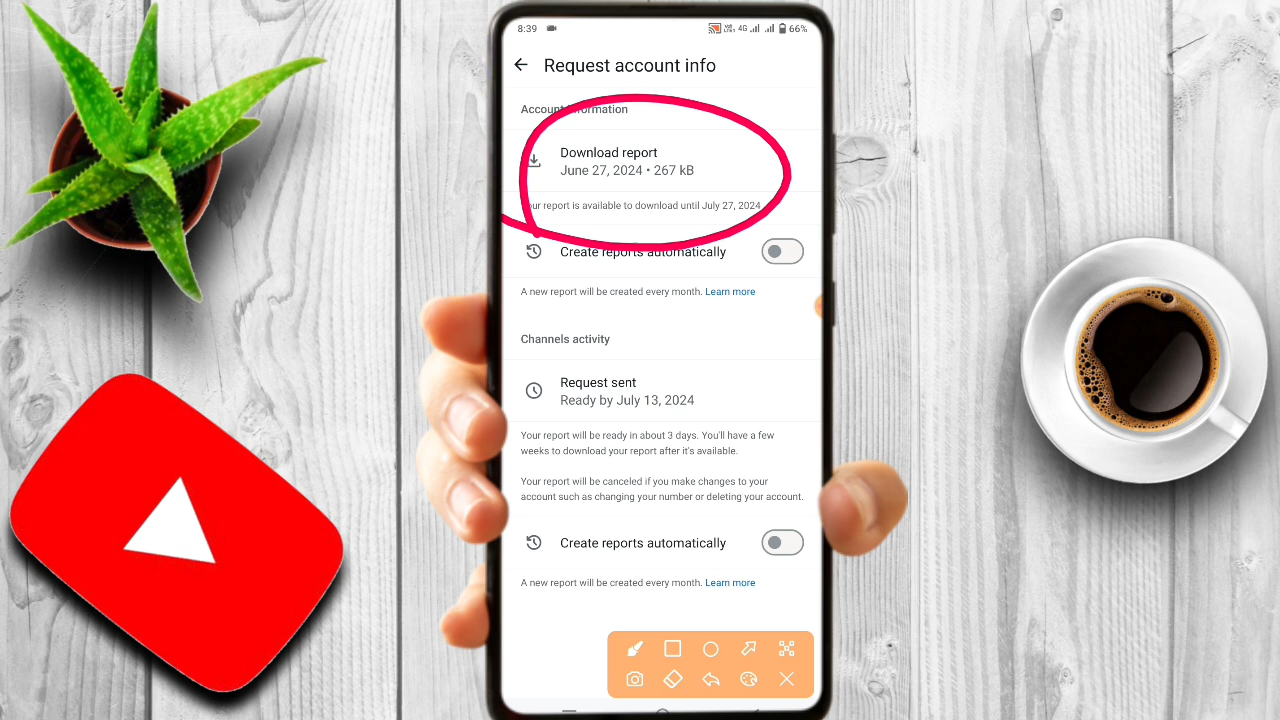 8:39
4G
66%
Request account info
Account information
Download report
June 27, 2024 • 267 kB
Your report is available to download until July 27, 2024
Create reports automatically
A new report will be created every month. Learn more
Channels activity
Request sent
Ready by July 13, 2024
Your report will be ready in about 3 days. You'll have a few
weeks to download your report after it's available.
Your report will be canceled if you make changes to your
account such as changing your number or deleting your account.
Create reports automatically
A new report will be created every month. Learn more